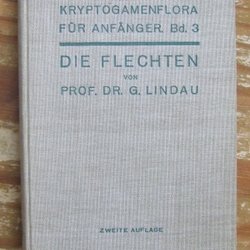 KRYPTOGAMENFLORA
FÜR ANFÄNGER. Bd. 3
DIE FLECHTEN
VON
PROF. DR. G. LINDAU
ZWEITE AUFLAGE